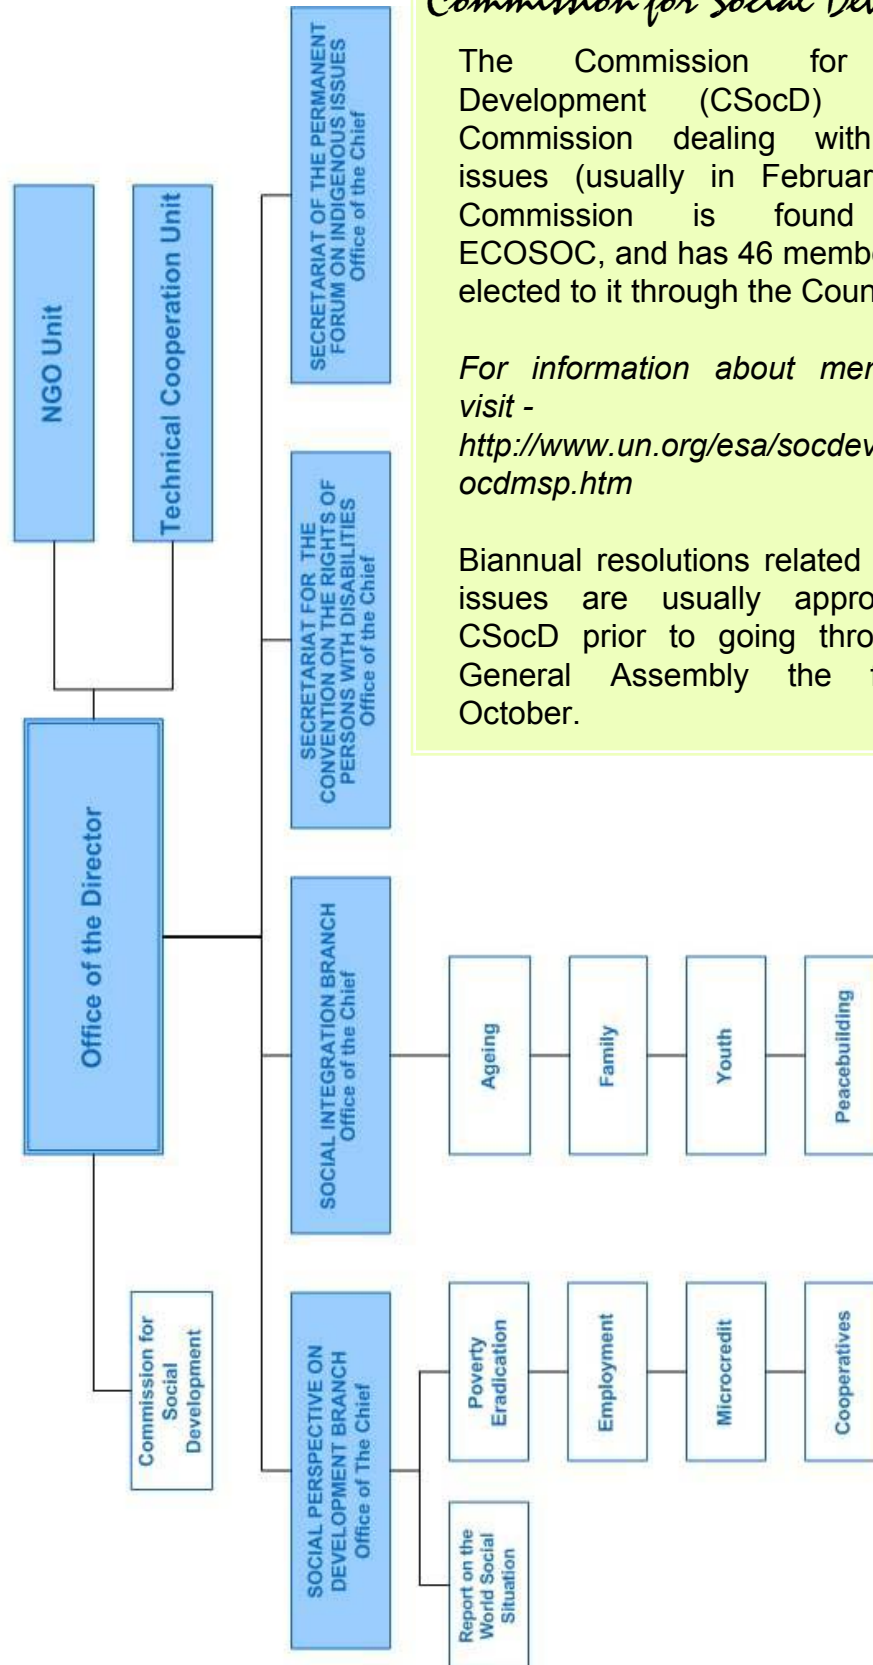 Commission for Social
The Commission for
Development (CSocD)
Commission dealing with
issues (usually in
Commission is found
ECOSOC, and has 46
elected to it through the
For information about
visit -
http://www.un.org/esa/socdev
ocdmsp.htm
Biannual resolutions related
issues are usually
CSocD prior to going
General Assembly the
October.
Office of the Director
NGO Unit
Technical Cooperation Unit
Commission for
Social
Development
SOCIAL PERSPECTIVE ON
DEVELOPMENT BRANCH
Office of The Chief
SOCIAL INTEGRATION BRANCH
Office of the Chief
SECRETARIAT FOR THE
CONVENTION ON THE RIGHTS OF
PERSONS WITH DISABILITIES
Office of the Chief
SECRETARIAT OF THE PERMANENT
FORUM ON INDIGENOUS ISSUES
Office of the Chief
Report on the
World Social
Situation
Poverty
Eradication
Employment
Microcredit
Cooperatives
Ageing
Family
Youth
Peacebuilding